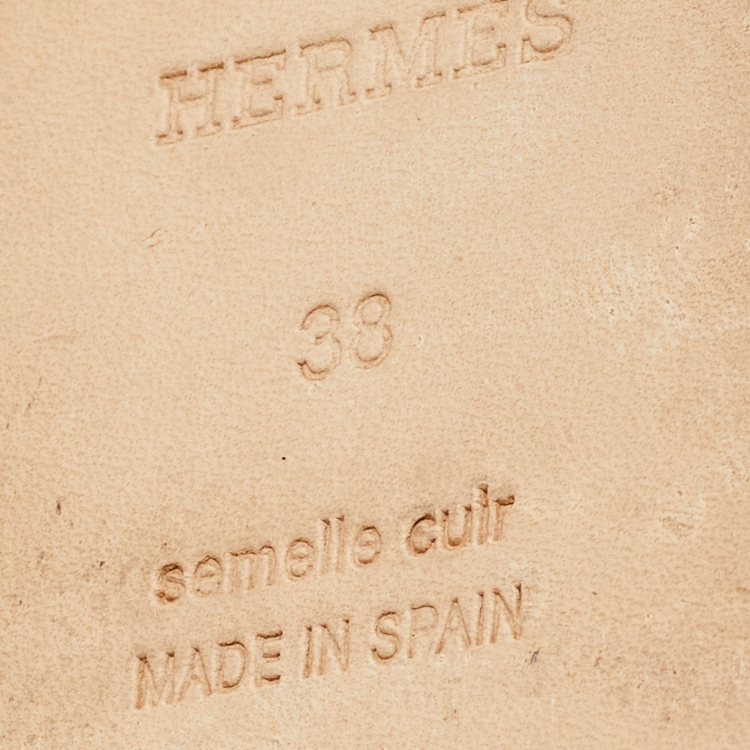 HERMES
38
semelle cuir
MADE IN SPAIN